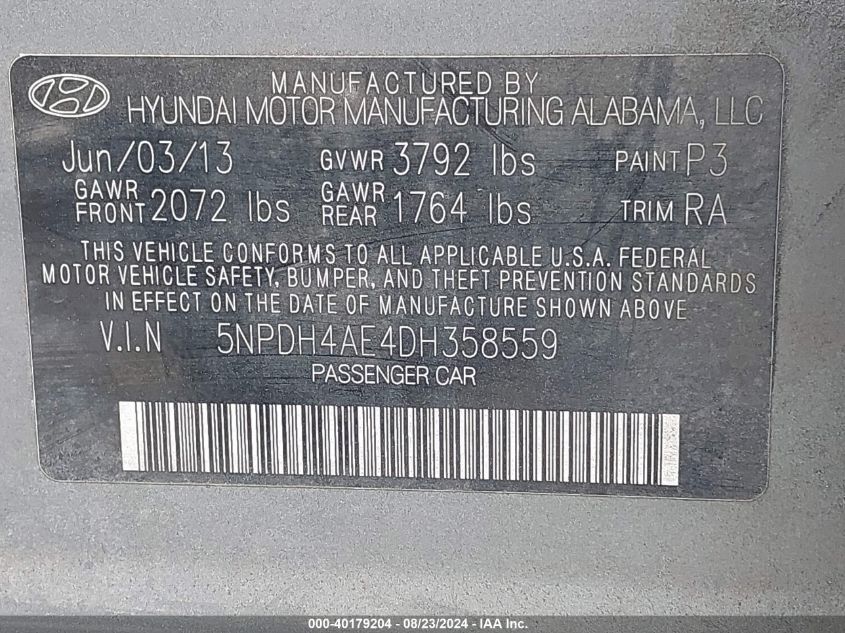 MANUFACTURED BY
HYUNDAI MOTOR MANUFACTURING ALABAMA, LLC
Jun/03/13 GVWR 3792 lbs PAINT P3
GAWR FRONT 2072 lbs GAWR REAR 1764 lbs TRIM RA
THIS VEHICLE CONFORMS TO ALL APPLICABLE U.S.A. FEDERAL
MOTOR VEHICLE SAFETY, BUMPER, AND THEFT PREVENTION STANDARDS
IN EFFECT ON THE DATE OF MANUFACTURE SHOWN ABOVE
V.I.N 5NPDH4AE4DH358559
PASSENGER CAR
000-40179204 - 08/23/2024 - IAA Inc.